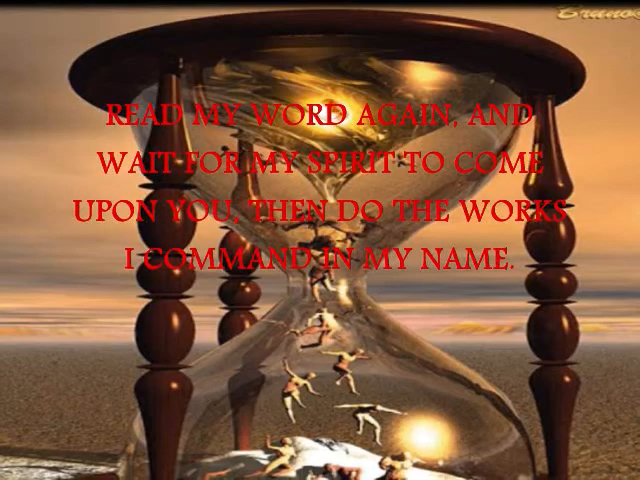 Bruno
READ MY WORD AGAIN, AND
WAIT FOR MY SPIRIT TO COME
UPON YOU, THEN DO THE WORKS
I COMMAND IN MY NAME.